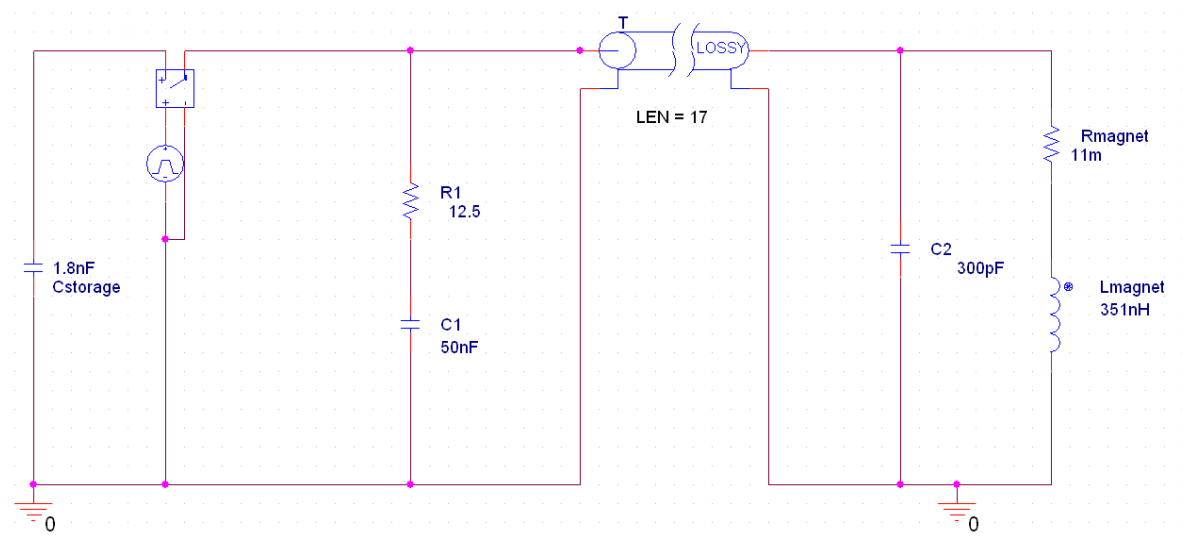 T
LOSSY
LEN = 17
Rmagnet
11m
R1
12.5
C2
300pF
1.8nF
Cstorage
Lmagnet
351nH
C1
50nF
0
0